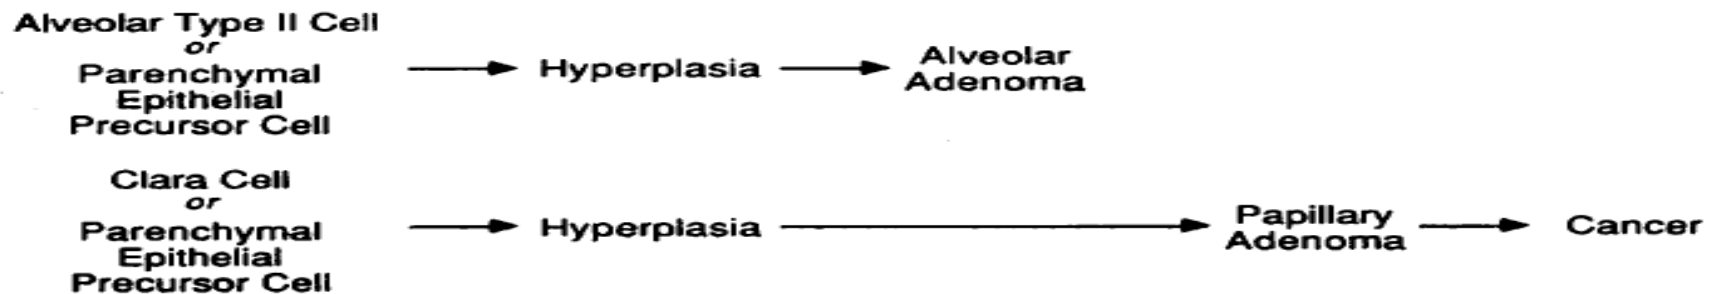 Alveolar Type II Cell
or
Parenchymal
Epithelial
Precursor Cell
Hyperplasia
Alveolar
Adenoma
Clara Cell
or
Parenchymal
Epithelial
Precursor Cell
Hyperplasia
Papillary
Adenoma
Cancer